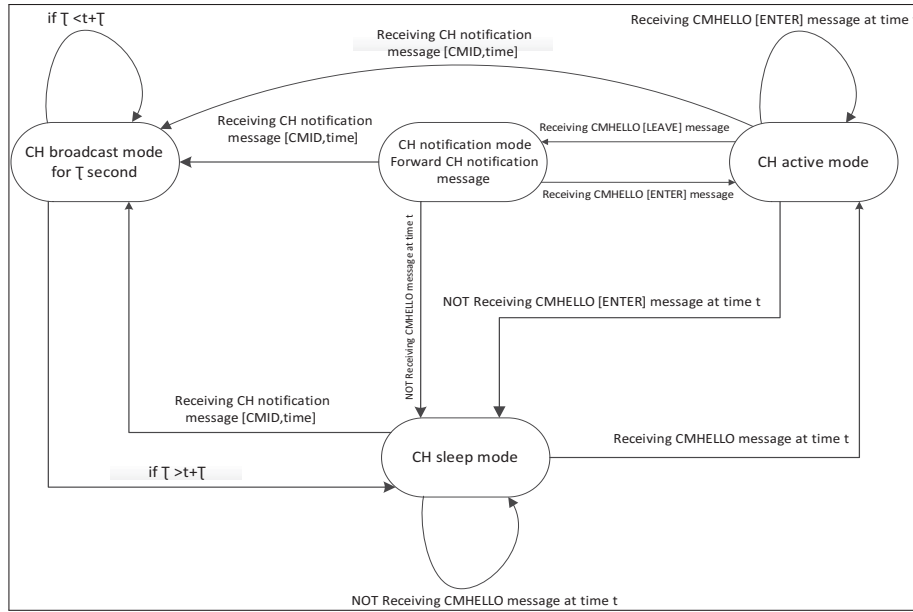 if Ʈ <t+Ʈ
Receiving CMHELLO [ENTER] message at time t
Receiving CH notification
message [CMID,time]
Receiving CH notification
message [CMID,time]
CH broadcast mode
for Ʈ second
CH notification mode
Forward CH notification
message
Receiving CMHELLO [LEAVE] message
Receiving CMHELLO [ENTER] message
CH active mode
NOT Receiving CMHELLO message at time t
NOT Receiving CMHELLO [ENTER] message at time t
Receiving CH notification
message [CMID,time]
Receiving CMHELLO message at time t
CH sleep mode
if Ʈ >t+Ʈ
NOT Receiving CMHELLO message at time t